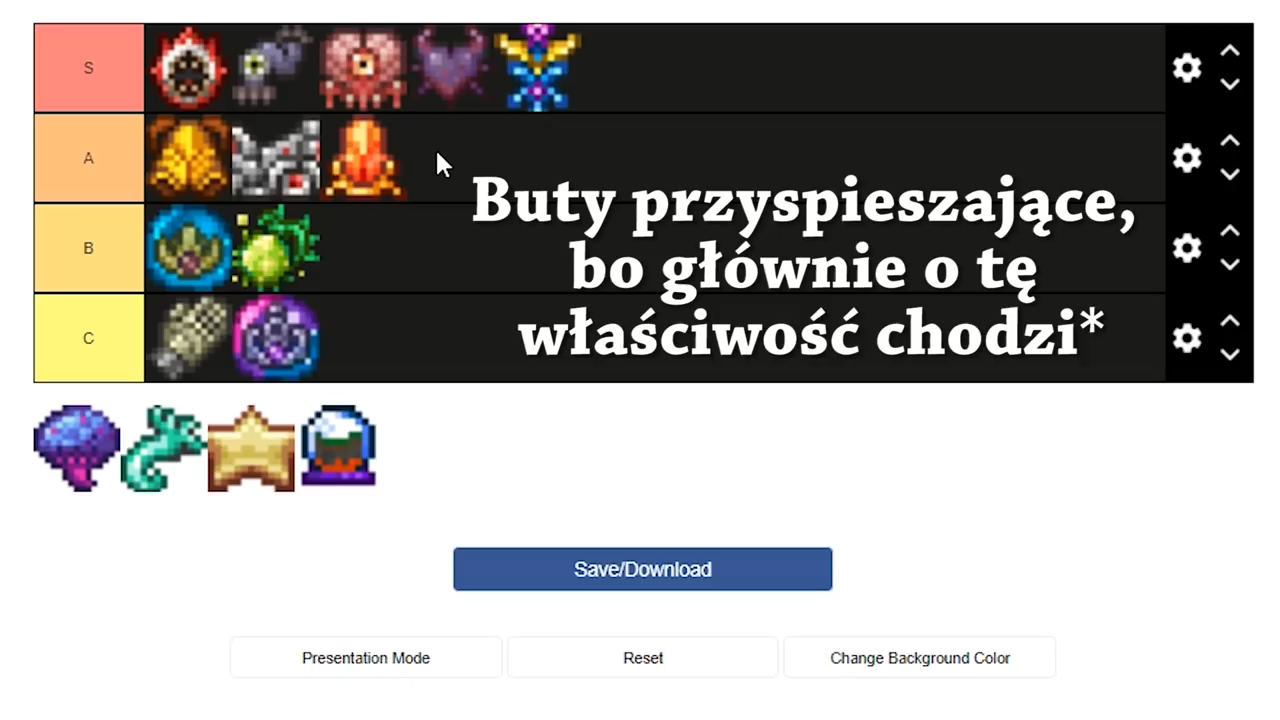 S
A
B
C
Buty przyspieszające,
bo głównie o tę
właściwość chodzi*
Save/Download
Presentation Mode
Reset
Change Background Color